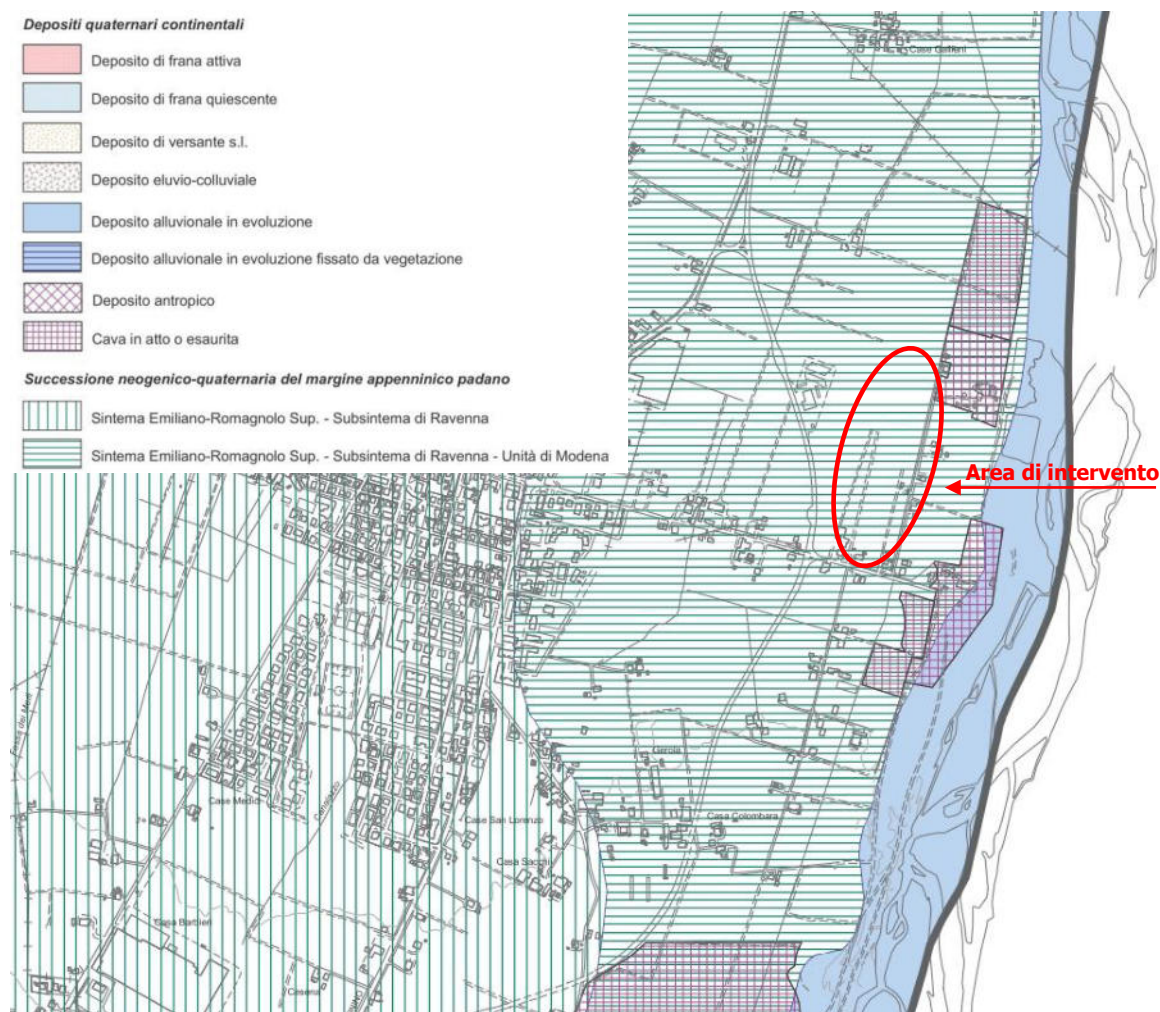 Depositi quaternari continentali
Deposito di frana attiva
Deposito di frana quiescente
Deposito di versante s.l.
Deposito eluvio-colluviale
Deposito alluvionale in evoluzione
Deposito alluvionale in evoluzione fissato da vegetazione
Deposito antropico
Cava in atto o esaurita
Successione neogenico-quaternaria del margine appenninico padano
Sintema Emiliano-Romagnolo Sup. - Subsintema di Ravenna
Sintema Emiliano-Romagnolo Sup. - Subsintema di Ravenna - Unità di Modena
Area di intervento
Gerola
Case Medici
Case San Lorenzo
Casa Colombara
Casa Sacchi
Casa Barbieri